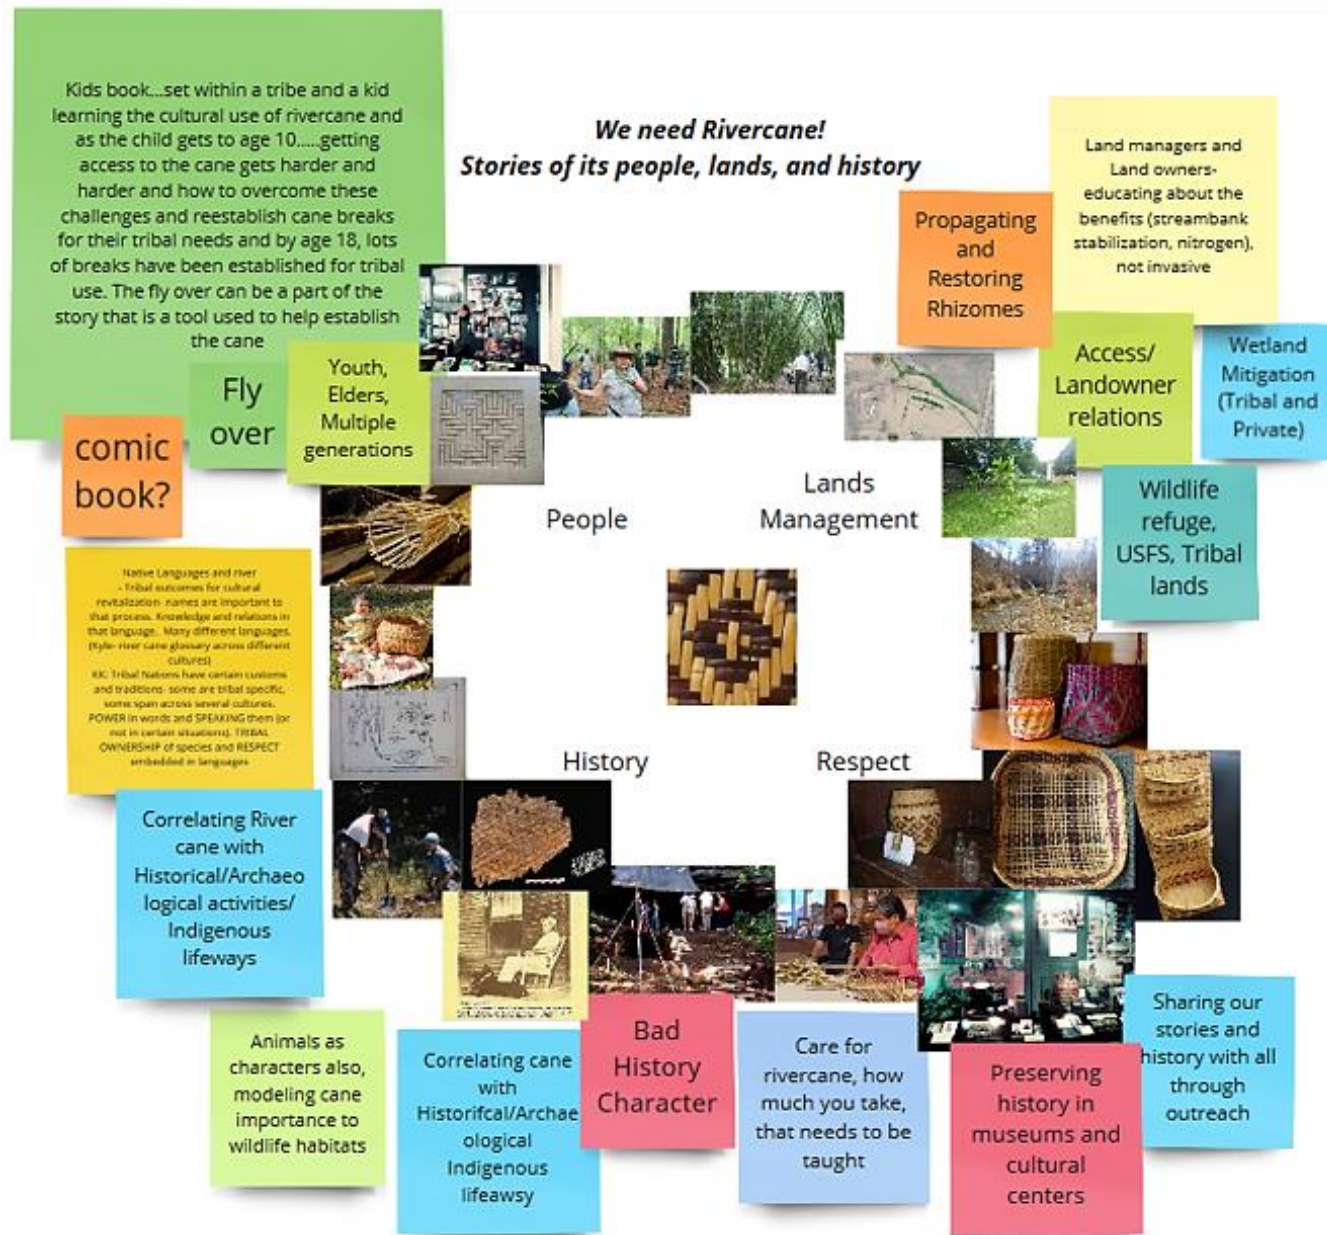 We need Rivercane!
Stories of its people, lands, and history
Kids book...set within a tribe and a kid
learning the cultural use of rivercane and
as the child gets to age 10.....getting
access to the cane gets harder and
harder and how to overcome these
challenges and reestablish cane breaks
for their tribal needs and by age 18, lots
of breaks have been established for tribal
use. The fly over can be a part of the
story that is a tool used to help establish
the cane
Fly
over
Youth,
Elders,
Multiple
generations
comic
book?
Propagating
and
Restoring
Rhizomes
Land managers and
Land owners-
educating about the
benefits (streambank
stabilization, nitrogen),
not invasive
Access/
Landowner
relations
Wetland
Mitigation
(Tribal and
Private)
Wildlife
refuge,
USFS, Tribal
lands
People
Lands
Management
History
Respect
Native Languages and river
- Tribal outcomes for cultural
revitalization- names are important to
that process. Knowledge and relations in
that language. Many different languages.
(Kyle- river cane glossary across different
cultures)
KK: Tribal Nations have certain customs
and traditions- some are tribal specific,
some span across several cultures.
POWER in words and SPEAKING them (or
not in certain situations). TRIBAL
OWNERSHIP of species and RESPECT
embedded in languages
Correlating River
cane with
Historical/Archaeo
logical activities/
Indigenous
lifeways
Animals as
characters also,
modeling cane
importance to
wildlife habitats
Correlating cane
with
Historifcal/Archae
ological
Indigenous
lifeawsy
Bad
History
Character
Care for
rivercane, how
much you take,
that needs to be
taught
Preserving
history in
museums and
cultural
centers
Sharing our
stories and
history with all
through
outreach